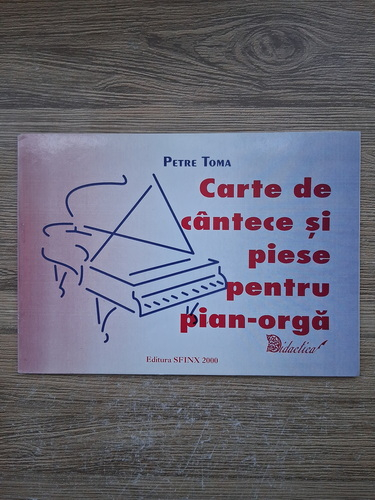 PETRE TOMA
Carte de
cântece și
piese
pentru
pian-orgă
Didactica
Editura SFINX 2000